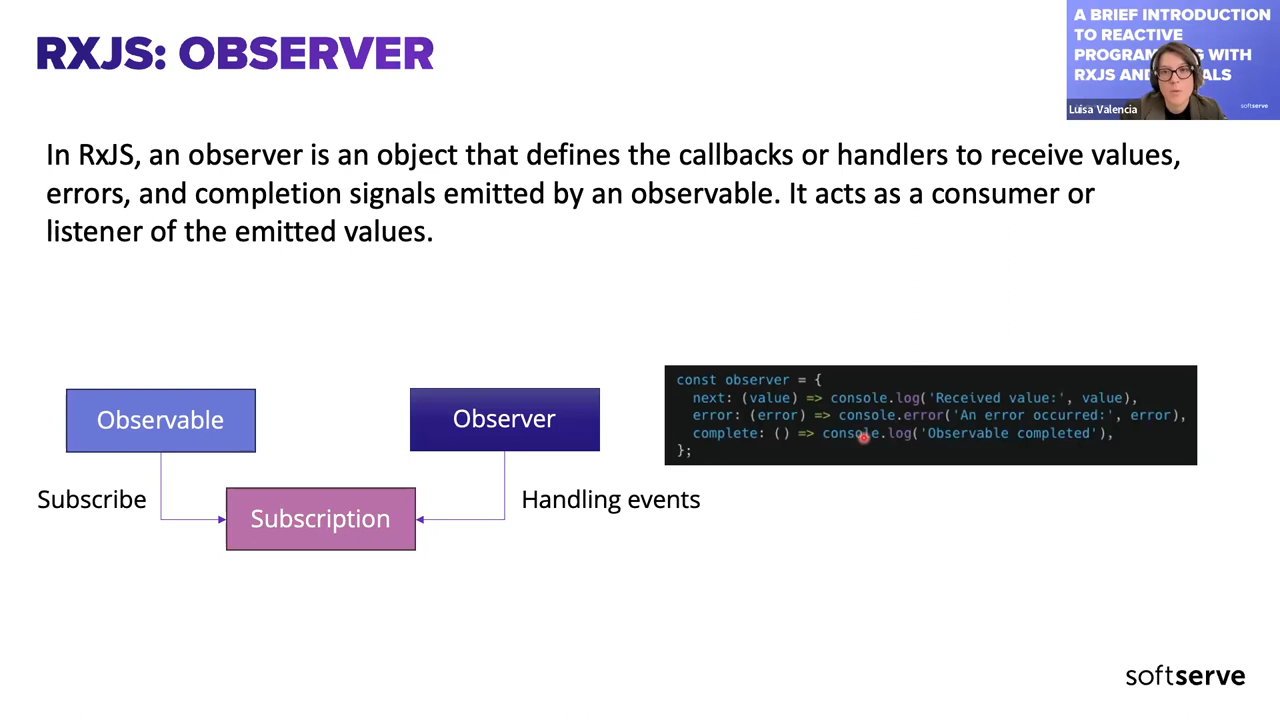 RXJS: OBSERVER
A BRIEF INTRODUCTION
TO REACTIVE
WITH
RXJS AND
Luisa Valencia
softserve
In RxJS, an observer is an object that defines the callbacks or handlers to receive values,
errors, and completion signals emitted by an observable. It acts as a consumer or
listener of the emitted values.
Observable
Observer
Subscribe
Subscription
Handling events
const observer = {
next: (value) => console.log('Received value:', value),
error: (error) => console.error('An error occurred:', error),
complete: () => console.log('Observable completed'),
};
softserve